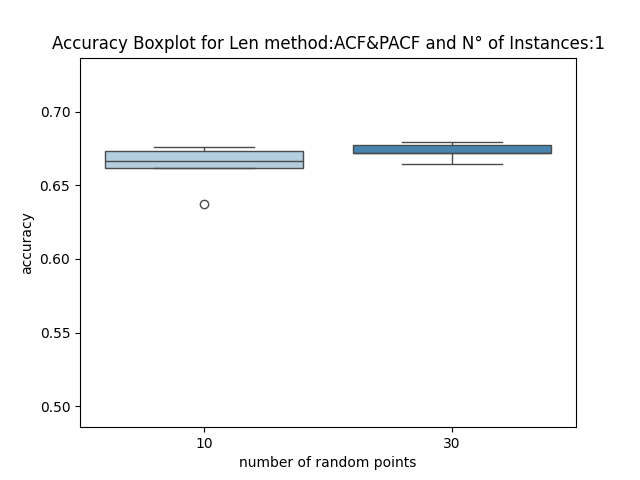 Accuracy Boxplot for Len method:ACF&PACF and N° of Instances:1
0.70
0.65
0.60
0.55
0.50
accuracy
10 30
number of random points